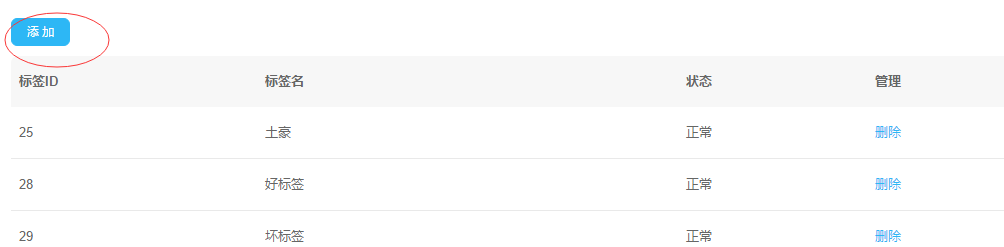 添加
标签ID 标签名 状态 管理
25 土豪 正常 删除
28 好标签 正常 删除
29 坏标签 正常 删除